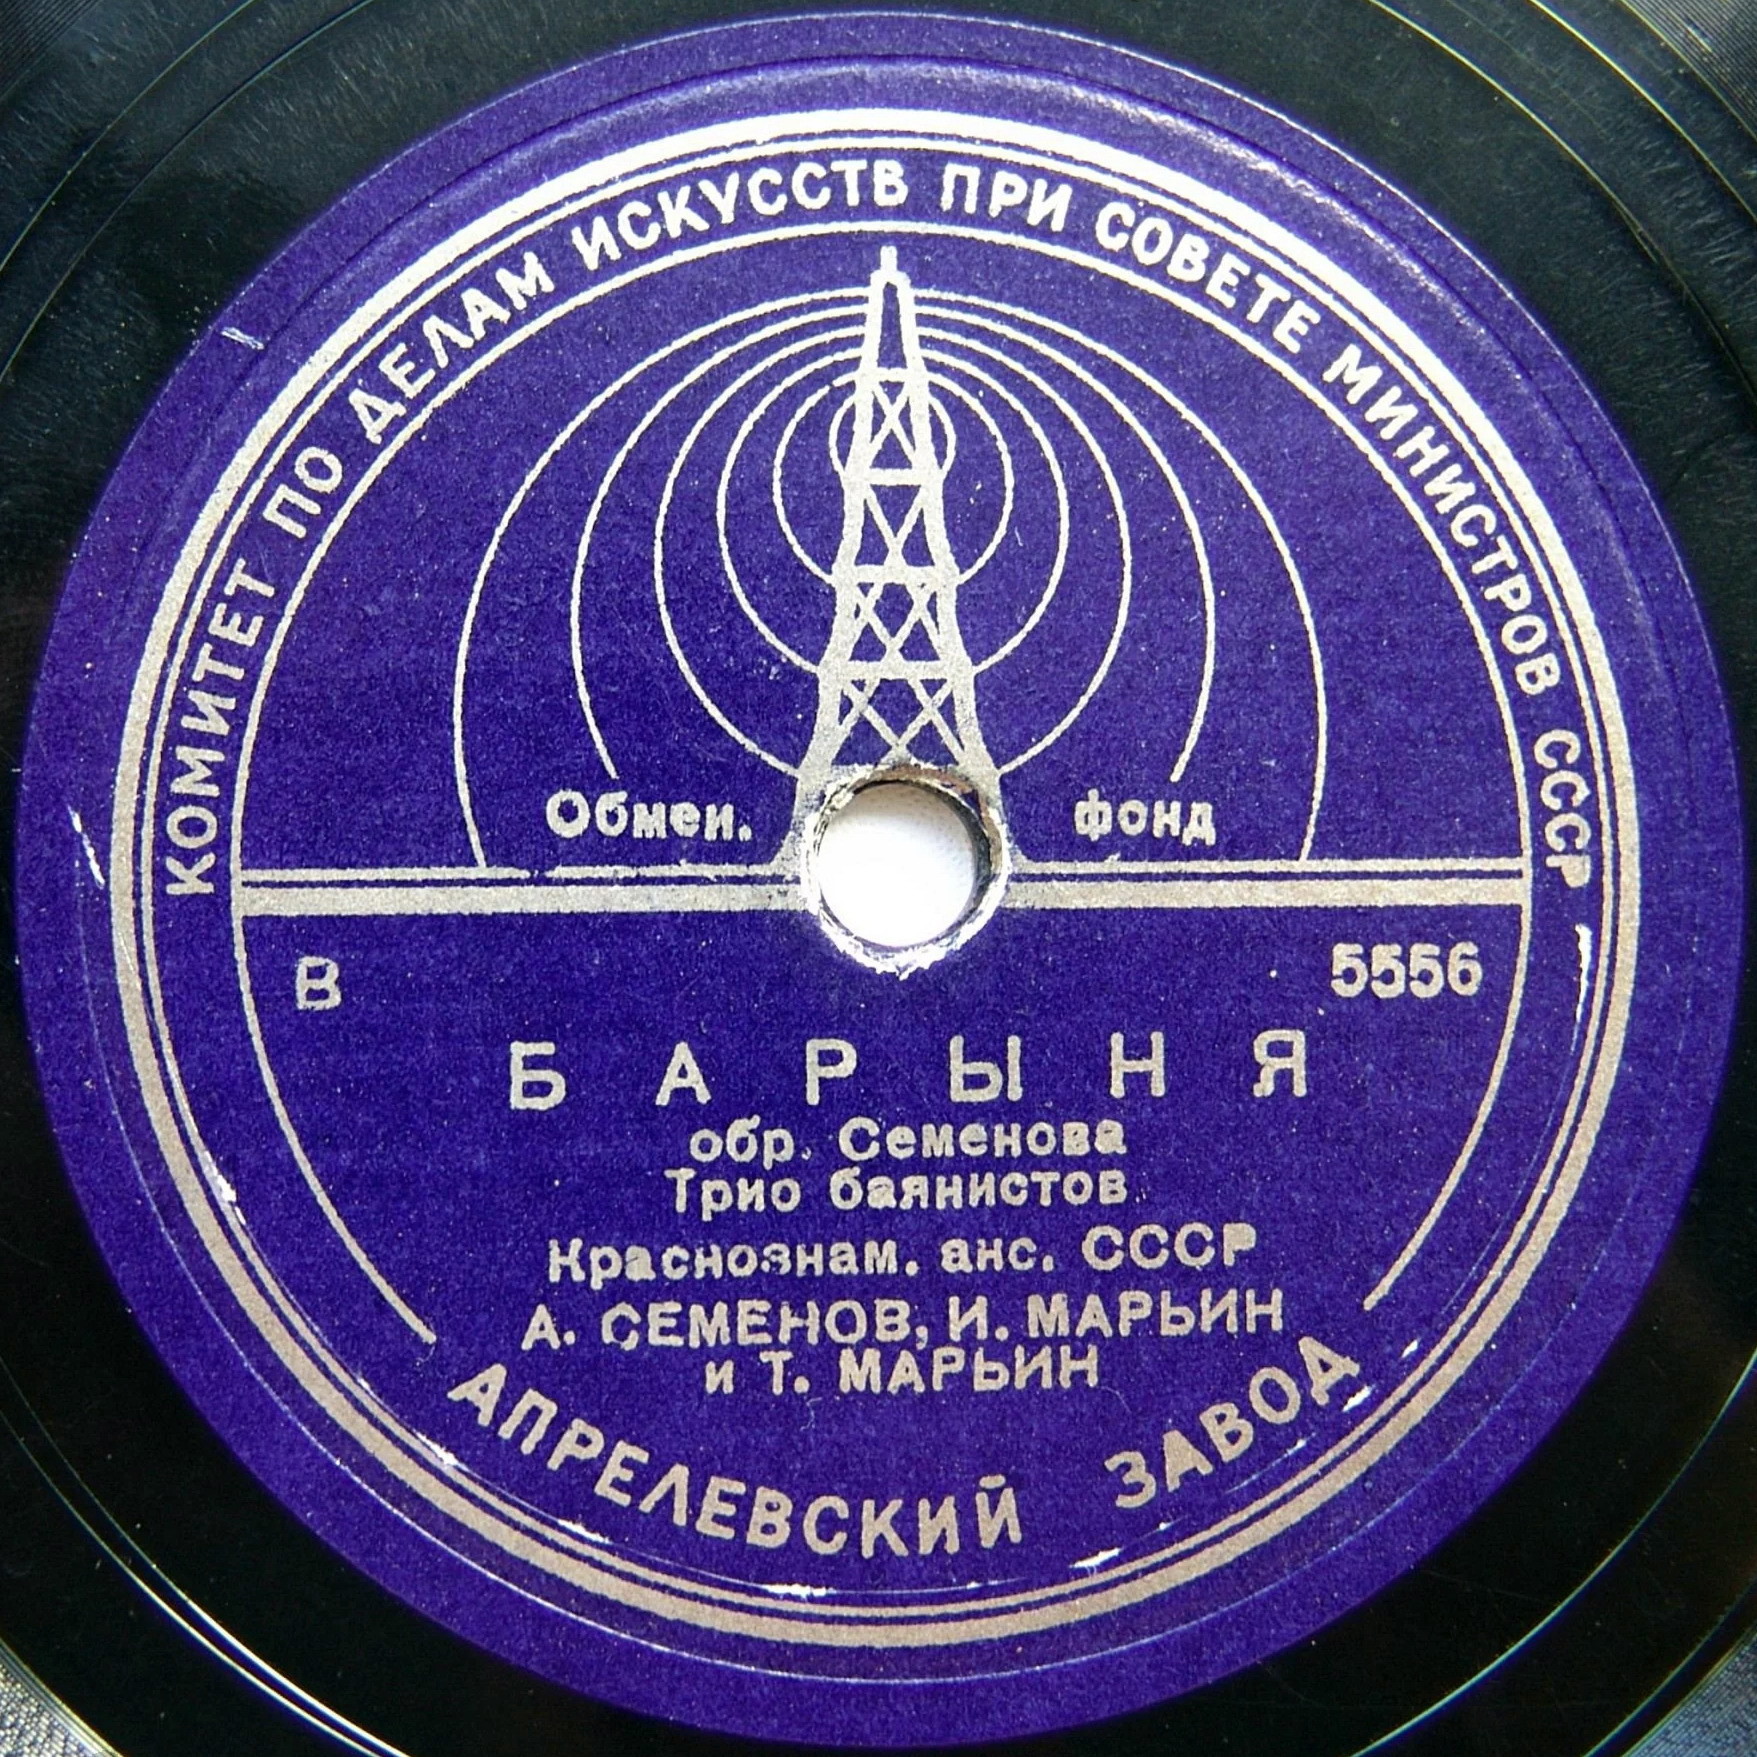 КОМИТЕТ ПО ДЕЛАМ ИСКУССТВ ПРИ СОВЕТЕ МИНИСТРОВ СССР
Обмен. фонд
В 5556
БАРЫНЯ
обр. Семенова
Трио баянистов
Краснознам. анс. СССР
А. СЕМЕНОВ, И. МАРЬИН
и Т. МАРЬИН
АПРЕЛЕВСКИЙ ЗАВОД